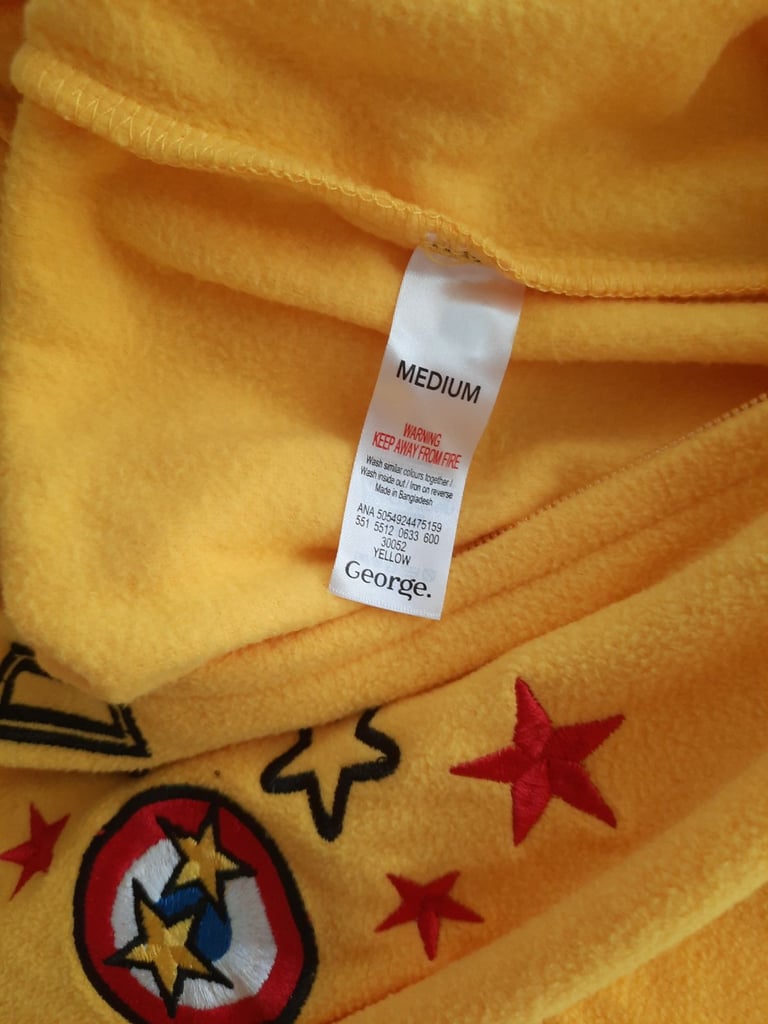 MEDIUM
WARNING
KEEP AWAY FROM FIRE
Wash similar colours together /
Wash inside out / Iron on reverse
Made in Bangladesh
ANA 5054924475159
551 5512 0633 600
30052
YELLOW
George.